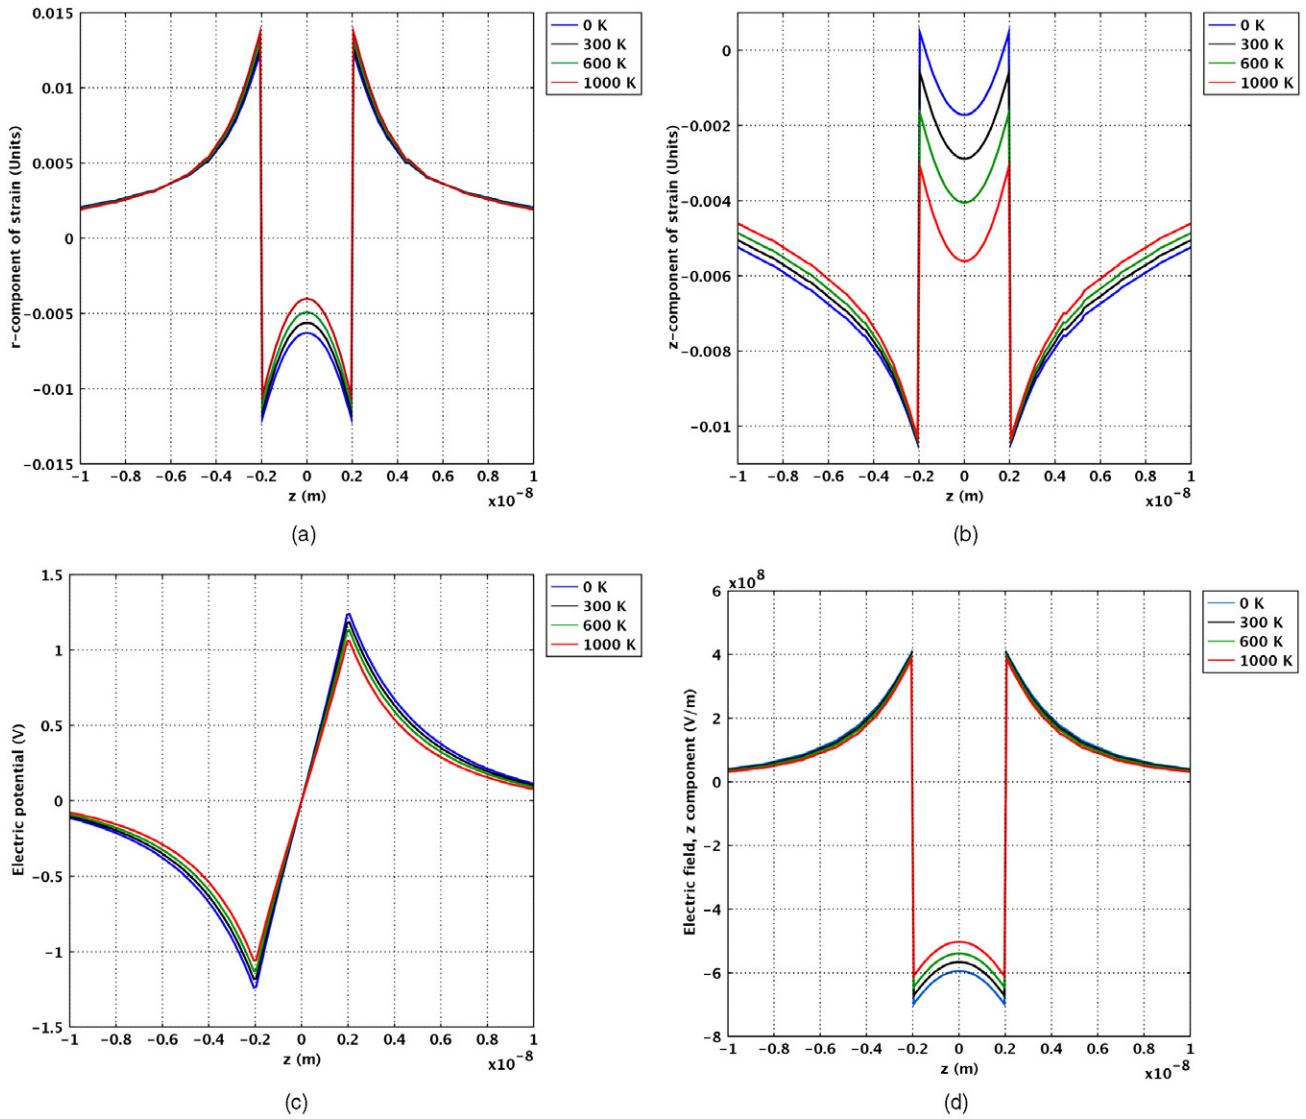 0.015
0.01
0.005
0
−0.005
−0.01
−0.015
r−component of strain (Units)
−1 −0.8 −0.6 −0.4 −0.2 0 0.2 0.4 0.6 0.8 1
x10⁻⁸
z (m)
0 K
300 K
600 K
1000 K
(a)
0
−0.002
−0.004
−0.006
−0.008
−0.01
z−component of strain (Units)
−1 −0.8 −0.6 −0.4 −0.2 0 0.2 0.4 0.6 0.8 1
x10⁻⁸
z (m)
0 K
300 K
600 K
1000 K
(b)
1.5
1
0.5
0
−0.5
−1
−1.5
Electric potential (V)
−1 −0.8 −0.6 −0.4 −0.2 0 0.2 0.4 0.6 0.8 1
x10⁻⁸
z (m)
0 K
300 K
600 K
1000 K
(c)
x10⁸
6
4
2
0
−2
−4
−6
−8
Electric field, z component (V/m)
−1 −0.8 −0.6 −0.4 −0.2 0 0.2 0.4 0.6 0.8 1
x10⁻⁸
z (m)
0 K
300 K
600 K
1000 K
(d)